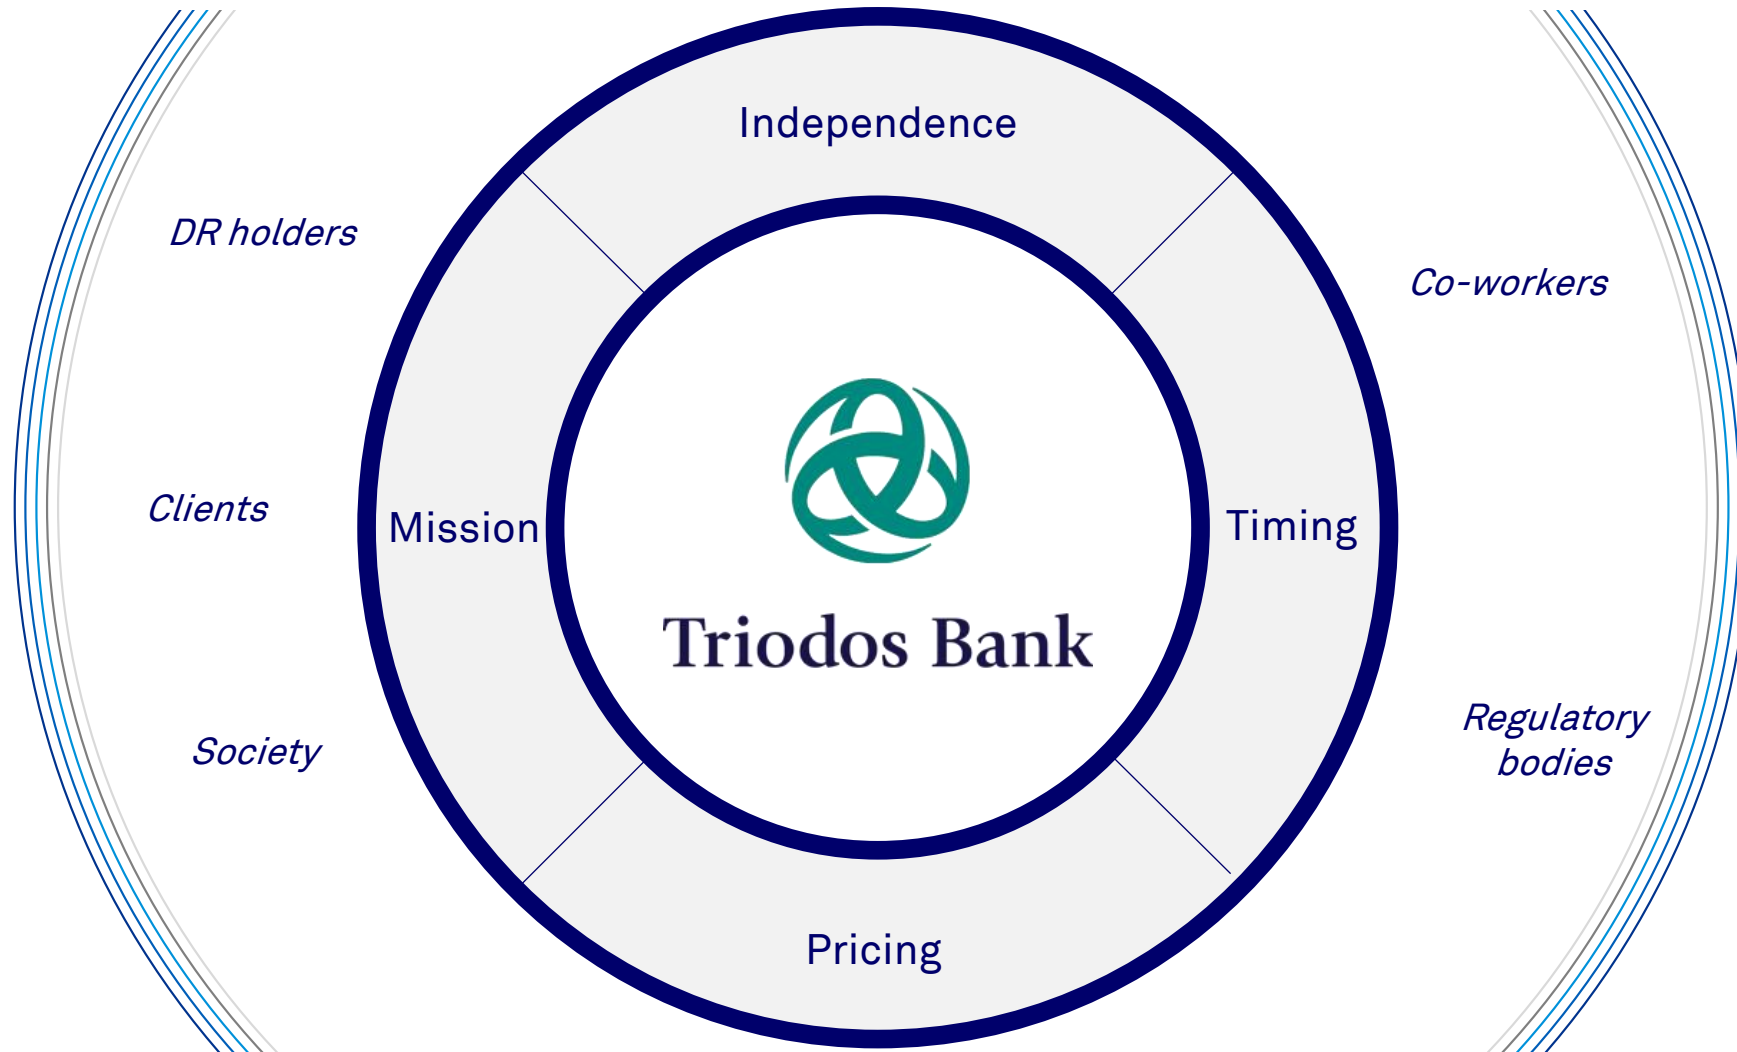 Independence
DR holders
Co-workers
Clients
Mission
Timing
Triodos Bank
Society
Regulatory
bodies
Pricing